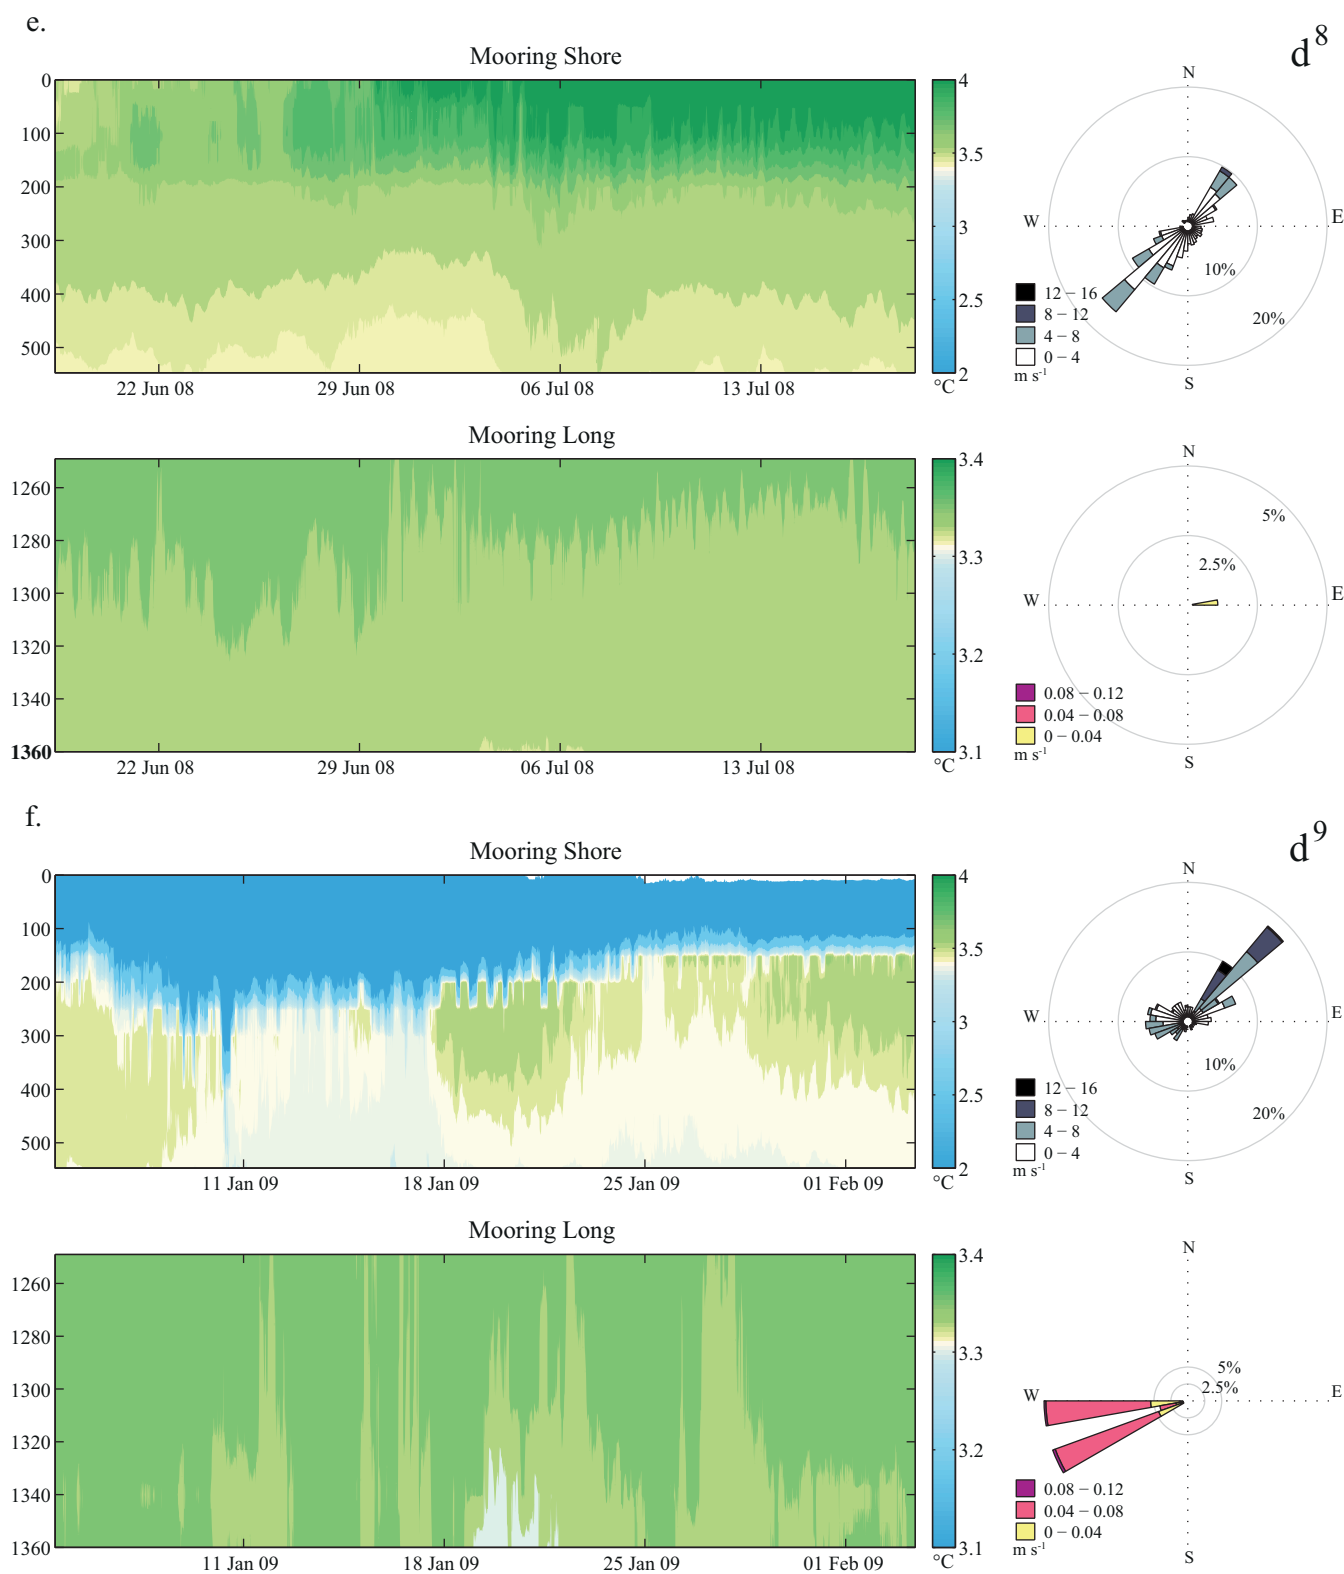 e.
Mooring Shore
d8
0
100
200
300
400
500
22 Jun 08
29 Jun 08
06 Jul 08
13 Jul 08
4
3.5
3
2.5
2
°C
N
W
E
S
10%
20%
12 – 16
8 – 12
4 – 8
0 – 4
m s-1
Mooring Long
1260
1280
1300
1320
1340
1360
22 Jun 08
29 Jun 08
06 Jul 08
13 Jul 08
3.4
3.3
3.2
3.1
°C
N
W
E
S
5%
2.5%
0.08 – 0.12
0.04 – 0.08
0 – 0.04
m s-1
f.
Mooring Shore
d9
0
100
200
300
400
500
11 Jan 09
18 Jan 09
25 Jan 09
01 Feb 09
4
3.5
3
2.5
2
°C
N
W
E
S
10%
20%
12 – 16
8 – 12
4 – 8
0 – 4
m s-1
Mooring Long
1260
1280
1300
1320
1340
1360
11 Jan 09
18 Jan 09
25 Jan 09
01 Feb 09
3.4
3.3
3.2
3.1
°C
N
W
E
S
5%
2.5%
0.08 – 0.12
0.04 – 0.08
0 – 0.04
m s-1